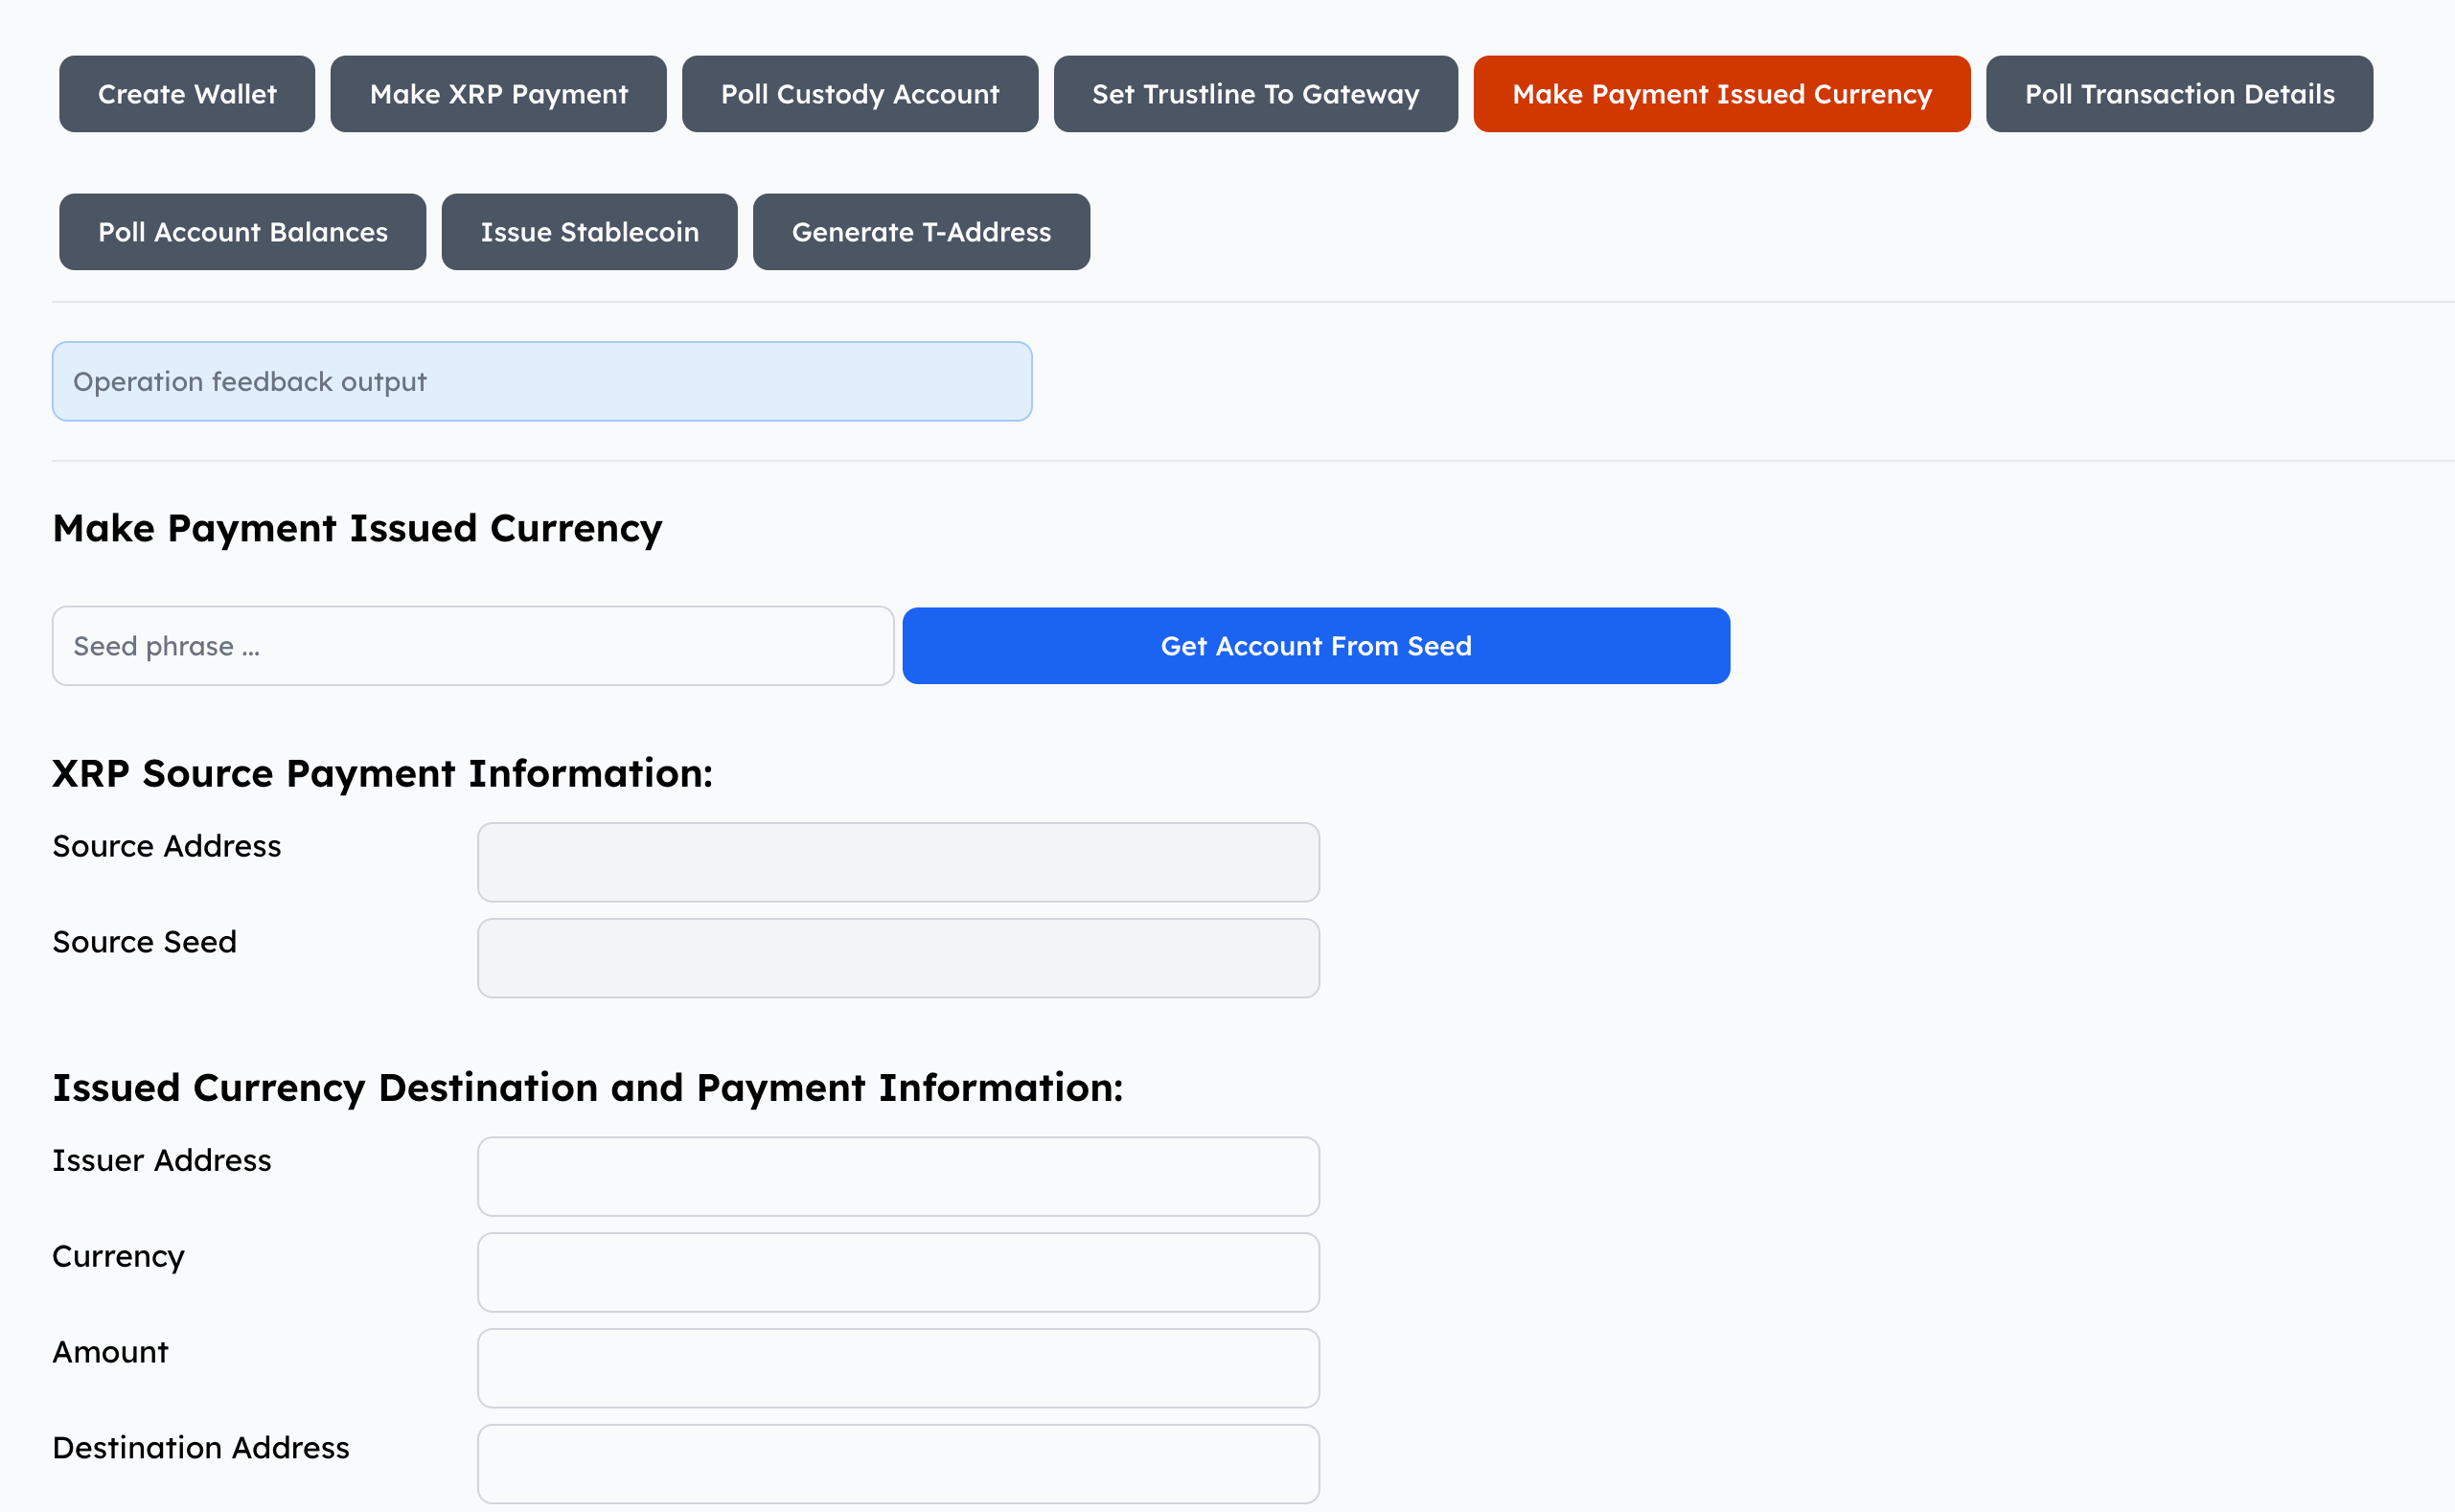 Create Wallet Make XRP Payment Poll Custody Account Set Trustline To Gateway Make Payment Issued Currency Poll Transaction Details
Poll Account Balances Issue Stablecoin Generate T-Address
Operation feedback output
Make Payment Issued Currency
Seed phrase ... Get Account From Seed
XRP Source Payment Information:
Source Address
Source Seed
Issued Currency Destination and Payment Information:
Issuer Address
Currency
Amount
Destination Address